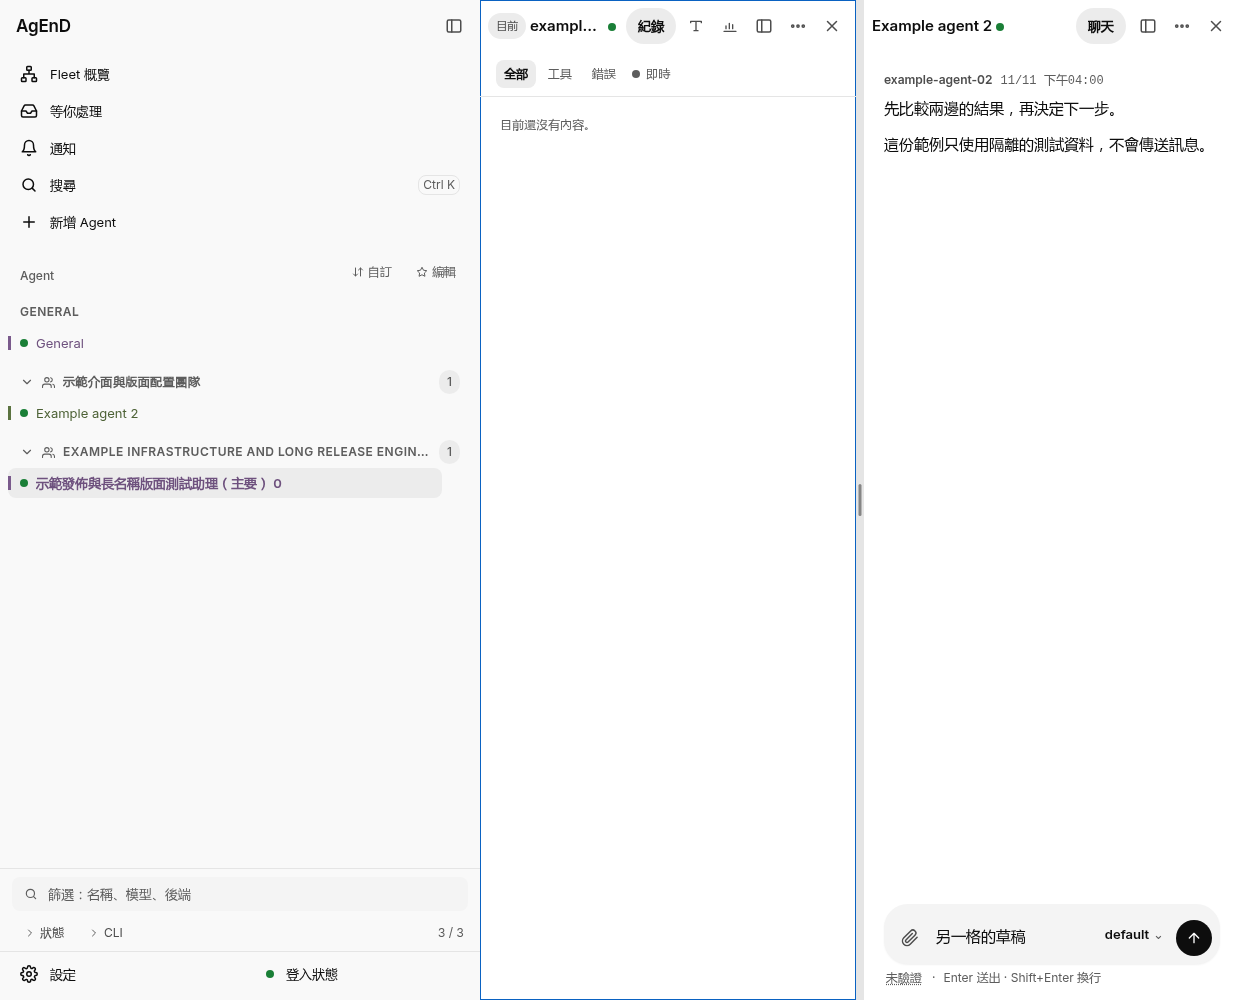 AgEnD
Fleet 概覽
等你處理
通知
搜尋 Ctrl K
新增 Agent
Agent 自訂 編輯
GENERAL
General
示範介面與版面配置團隊 1
Example agent 2
EXAMPLE INFRASTRUCTURE AND LONG RELEASE ENGIN... 1
示範發佈與長名稱版面測試助理（主要）0
篩選：名稱、模型、後端
狀態 CLI 3 / 3
設定 登入狀態
目前 exampl... 紀錄
全部 工具 錯誤 即時
目前還沒有內容。
Example agent 2 聊天
example-agent-02 11/11 下午04:00
先比較兩邊的結果，再決定下一步。
這份範例只使用隔離的測試資料，不會傳送訊息。
另一格的草稿 default
未驗證 · Enter 送出 · Shift+Enter 換行